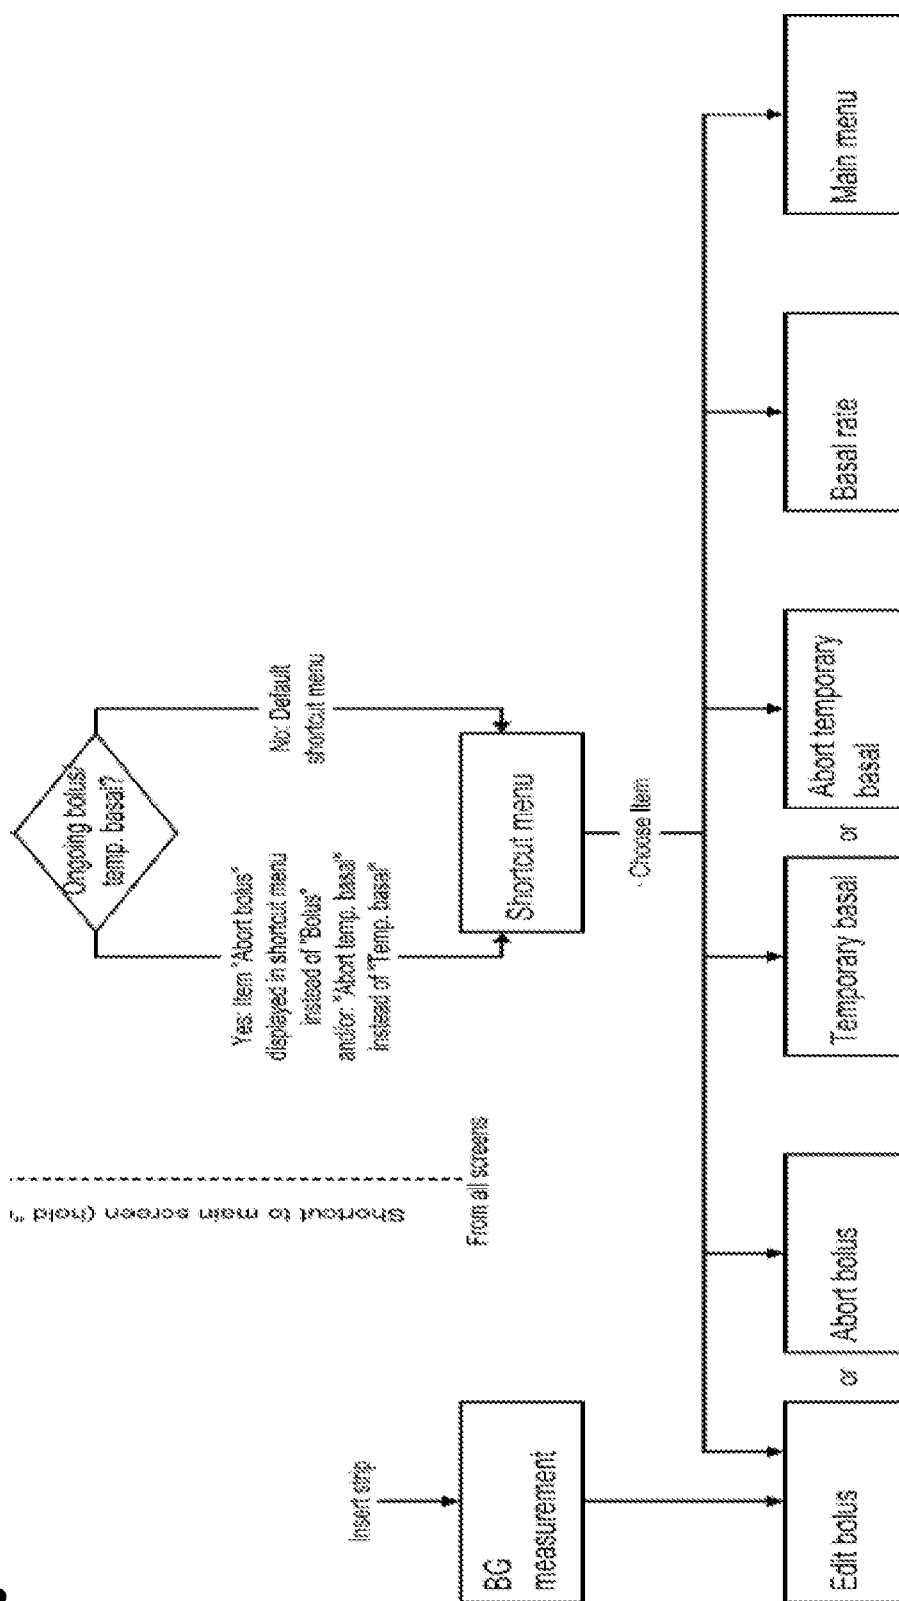 Ongoing bolus/
temp. basal?
Yes: Item "Abort bolus"
displayed in shortcut menu
instead of "Bolus"
and/or: "Abort temp. basal"
instead of "Temp. basal"
No: Default
shortcut menu
Shortcut to main screen (hold "
From all screens
Insert strip
BG
measurement
Shortcut menu
- Choose Item
Edit bolus
or
Abort bolus
Temporary basal
or
Abort temporary
basal
Basal rate
Main menu